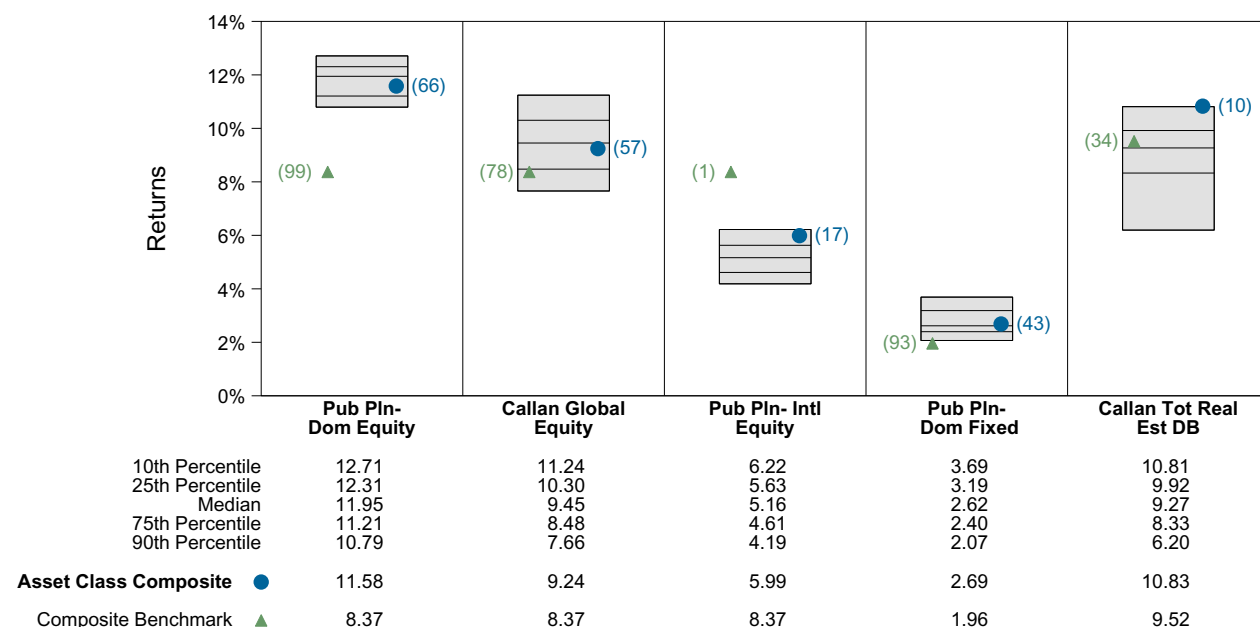 14%
12%
10%
8%
6%
4%
2%
0%
Returns
(66)
(99)
(57)
(78)
(1)
(17)
(43)
(93)
(10)
(34)
Pub Pln- Dom Equity
Callan Global Equity
Pub Pln- Intl Equity
Pub Pln- Dom Fixed
Callan Tot Real Est DB
10th Percentile 12.71 11.24 6.22 3.69 10.81
25th Percentile 12.31 10.30 5.63 3.19 9.92
Median 11.95 9.45 5.16 2.62 9.27
75th Percentile 11.21 8.48 4.61 2.40 8.33
90th Percentile 10.79 7.66 4.19 2.07 6.20
Asset Class Composite 11.58 9.24 5.99 2.69 10.83
Composite Benchmark 8.37 8.37 8.37 1.96 9.52